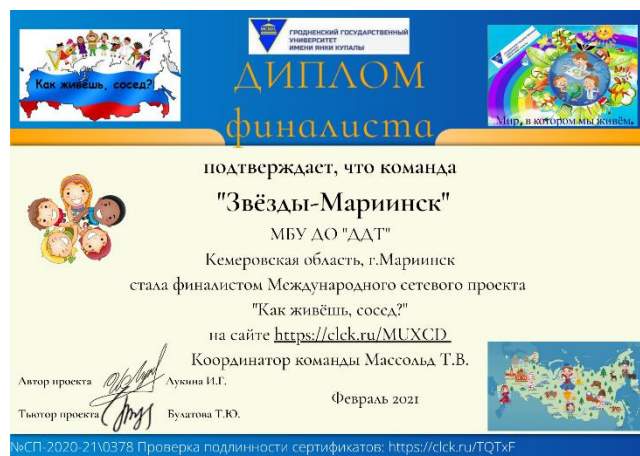 ГРОДНЕНСКИЙ ГОСУДАРСТВЕННЫЙ
УНИВЕРСИТЕТ
ИМЕНИ ЯНКИ КУПАЛЫ
Как живёшь, сосед?
ДИПЛОМ
финалиста
Мир, в котором мы живём.
подтверждает, что команда
"Звёзды-Мариинск"
МБУ ДО "ДДТ"
Кемеровская область, г.Мариинск
стала финалистом Международного сетевого проекта
"Как живёшь, сосед?"
на сайте https://clck.ru/MUXCD
Координатор команды Массольд Т.В.
Автор проекта Лукина И.Г.
Тьютор проекта Булатова Т.Ю.
Февраль 2021
№СП-2020-21\0378 Проверка подлинности сертификатов: https://clck.ru/TQTxF